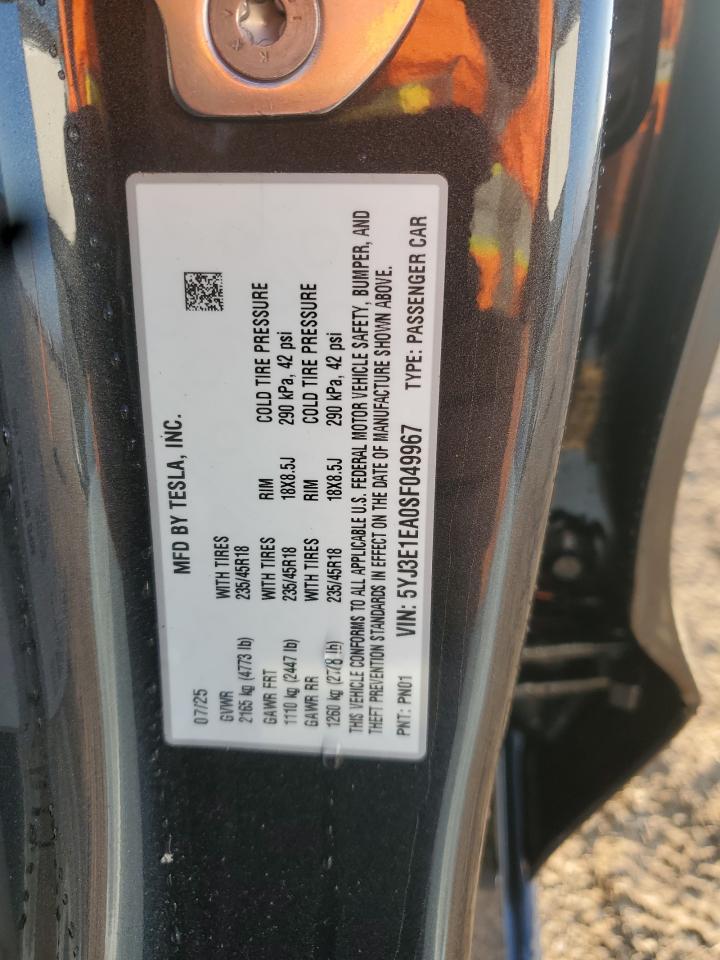 MFD BY TESLA, INC.
07/25
GVWR WITH TIRES
2165 kg (4773 lb) 235/45R18
GAWR FRT WITH TIRES RIM COLD TIRE PRESSURE
1110 kg (2447 lb) 235/45R18 18X8.5J 290 kPa, 42 psi
GAWR RR WITH TIRES RIM COLD TIRE PRESSURE
1260 kg (2778 lb) 235/45R18 18X8.5J 290 kPa, 42 psi
THIS VEHICLE CONFORMS TO ALL APPLICABLE U.S. FEDERAL MOTOR VEHICLE SAFETY, BUMPER, AND
THEFT PREVENTION STANDARDS IN EFFECT ON THE DATE OF MANUFACTURE SHOWN ABOVE.
PNT: PN01 VIN: 5YJ3E1EA0SF049967 TYPE: PASSENGER CAR